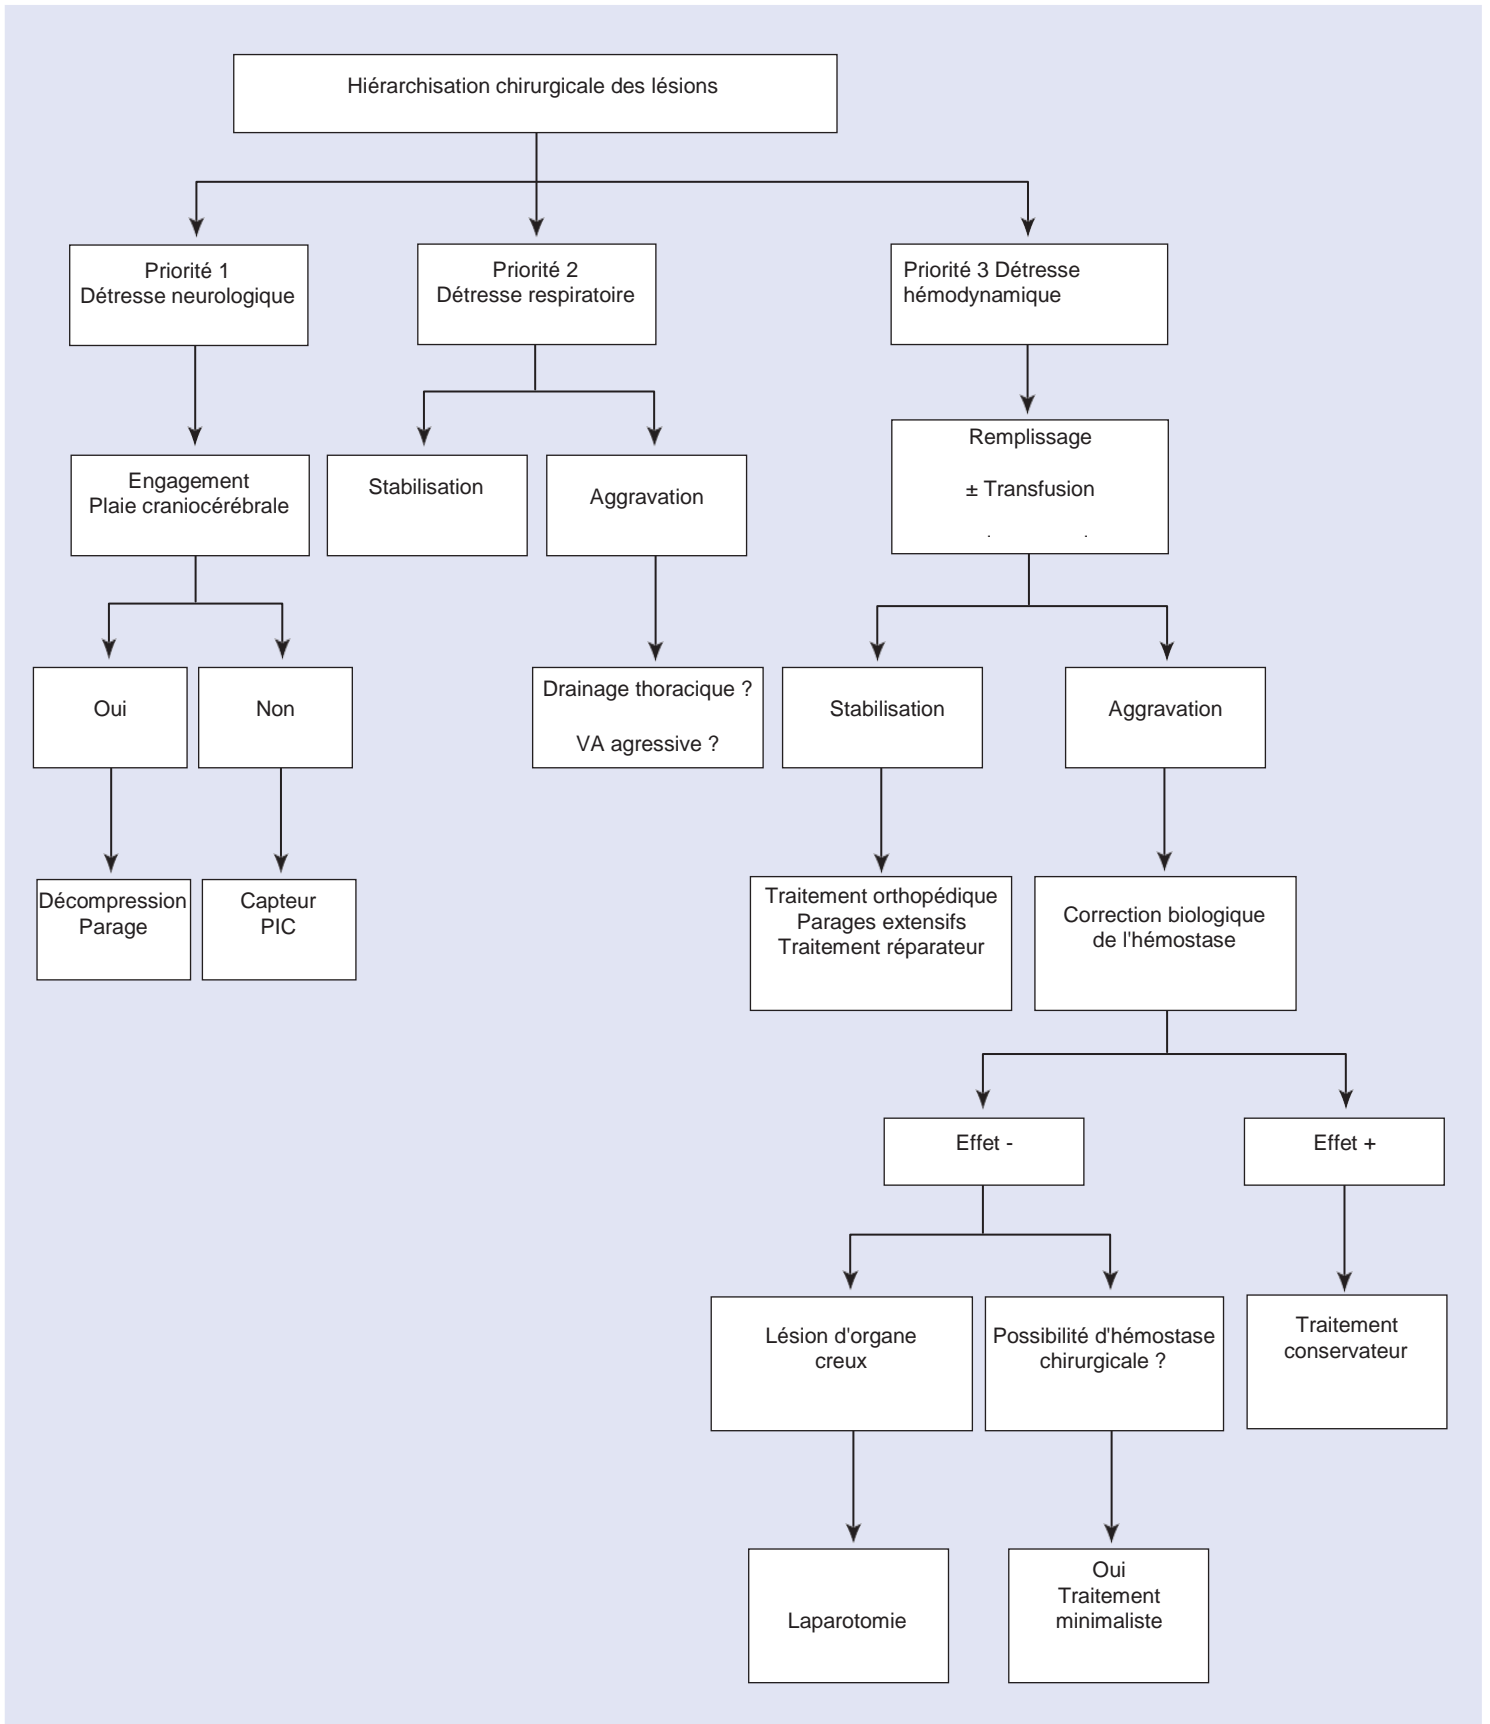 Hiérarchisation chirurgicale des lésions
Priorité 1
Détresse neurologique
Priorité 2
Détresse respiratoire
Priorité 3 Détresse
hémodynamique
Remplissage
± Transfusion
Engagement
Plaie craniocérébrale
Stabilisation
Aggravation
Oui
Non
Drainage thoracique ?
VA agressive ?
Stabilisation
Aggravation
Décompression
Parage
Capteur
PIC
Traitement orthopédique
Parages extensifs
Traitement réparateur
Correction biologique
de l'hémostase
Effet -
Effet +
Lésion d'organe
creux
Possibilité d'hémostase
chirurgicale ?
Traitement
conservateur
Laparotomie
Oui
Traitement
minimaliste